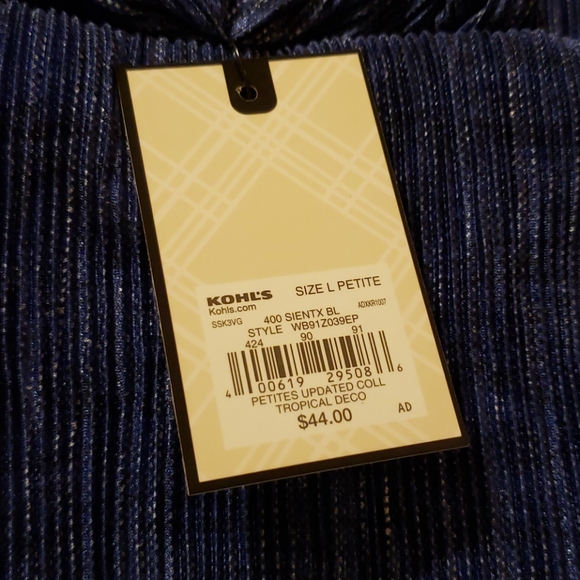 KOHL'S SIZE L PETITE
Kohls.com
SSK3VG 400 SIENTX BL ADXKR1007
STYLE WB91Z039EP
424 90 91
4 00619 29508 6
PETITES UPDATED COLL
TROPICAL DECO
$44.00 AD